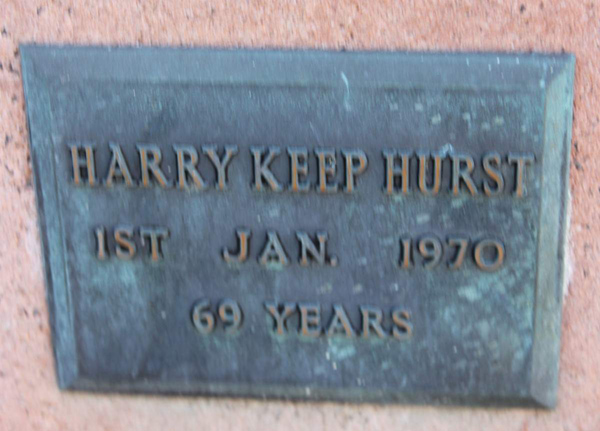 HARRY KEEP HURST
1ST JAN. 1970
69 YEARS